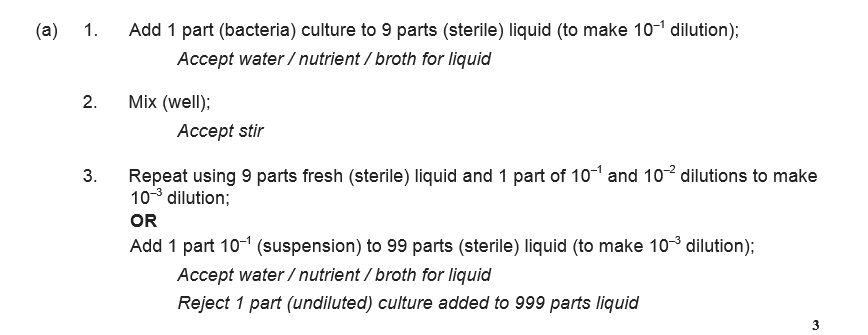 (a) 1. Add 1 part (bacteria) culture to 9 parts (sterile) liquid (to make 10⁻¹ dilution);
Accept water / nutrient / broth for liquid
2. Mix (well);
Accept stir
3. Repeat using 9 parts fresh (sterile) liquid and 1 part of 10⁻¹ and 10⁻² dilutions to make
10⁻³ dilution;
OR
Add 1 part 10⁻¹ (suspension) to 99 parts (sterile) liquid (to make 10⁻³ dilution);
Accept water / nutrient / broth for liquid
Reject 1 part (undiluted) culture added to 999 parts liquid
3